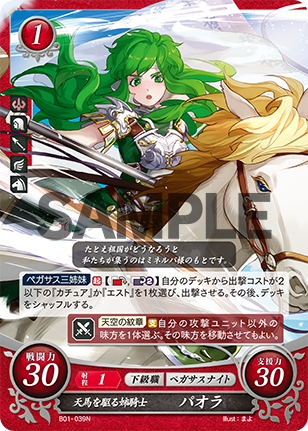 1
SAMPLE
たとえ祖国がどうなろうと
私たちが集うのはミネルバ様のもとです。
ペガサス三姉妹 起 【 、 2】自分のデッキから出撃コストが2
以下の『カチュア』か『エスト』を1枚選び、出撃させる。その後、デッキ
をシャッフルする。
天空の紋章 攻 自分の攻撃ユニット以外の
味方を1体選ぶ。その味方を移動させてもよい。
戦闘力
30
射程 1 下級職 ペガサスナイト
支援力
30
天馬を駆る姉騎士 パオラ
B01-039N
Illust:まよ